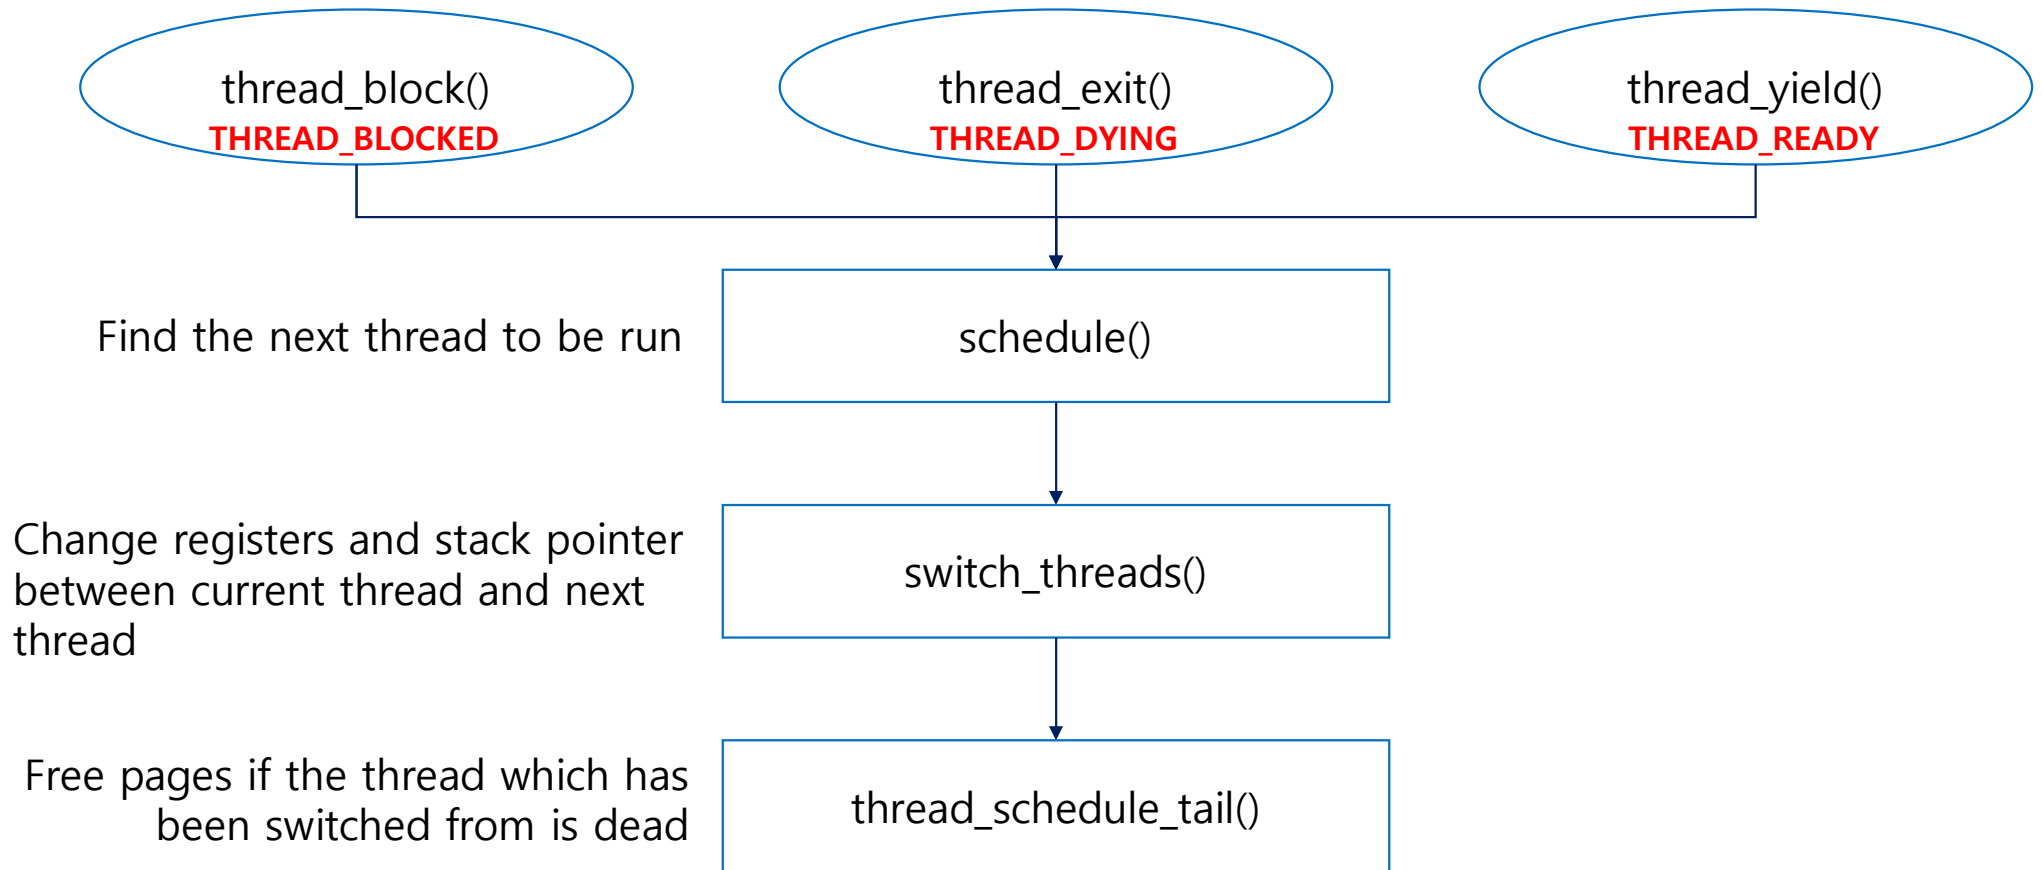 thread_block()
THREAD_BLOCKED
thread_exit()
THREAD_DYING
thread_yield()
THREAD_READY
Find the next thread to be run
schedule()
Change registers and stack pointer
between current thread and next
thread
switch_threads()
Free pages if the thread which has
been switched from is dead
thread_schedule_tail()